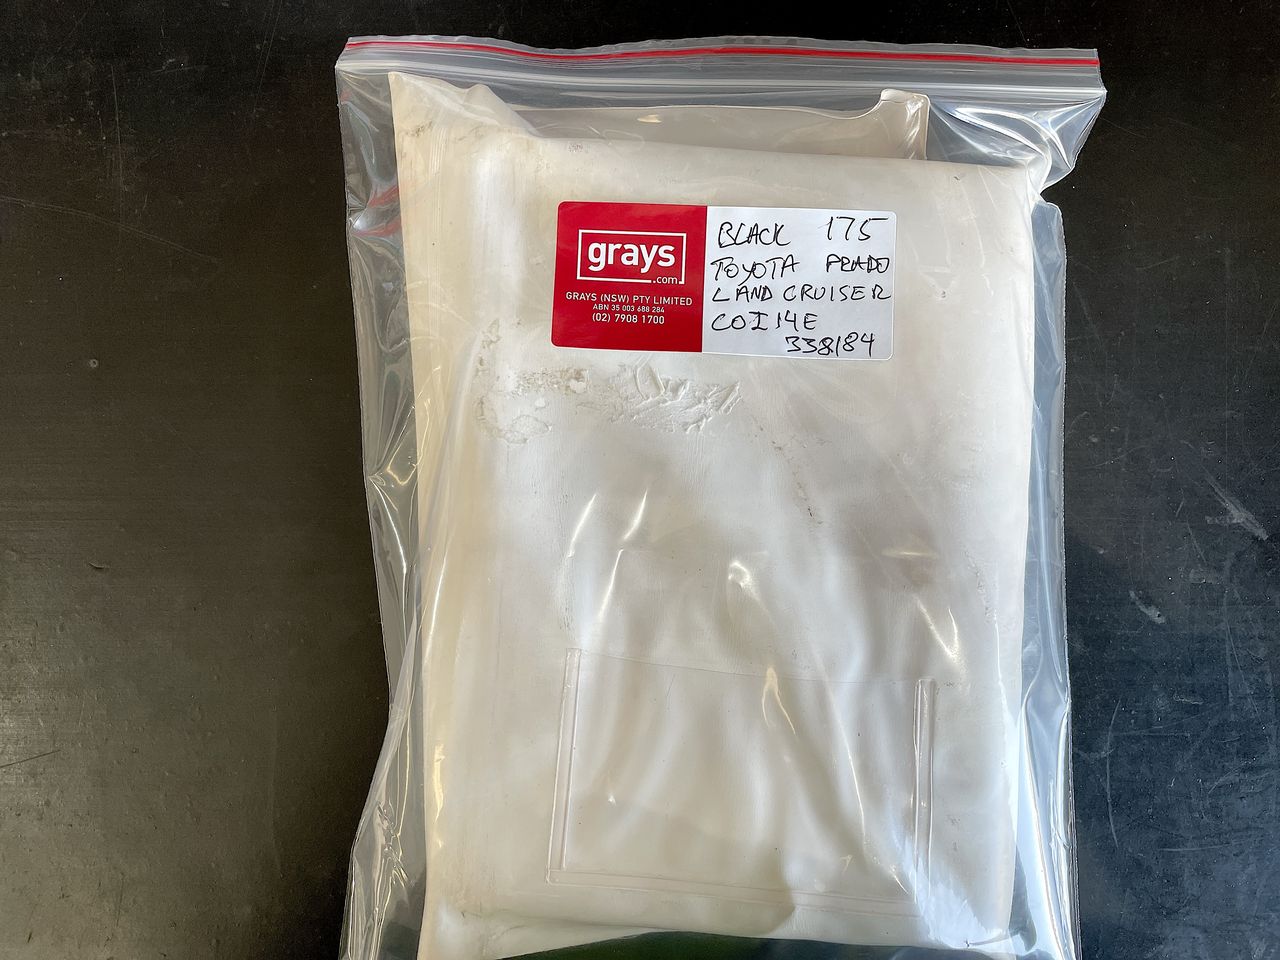 grays
.com
GRAYS (NSW) PTY LIMITED
ABN 35 003 688 284
(02) 7908 1700
BLACK 175
TOYOTA PRADO
LAND CRUISER
COI14E
338184